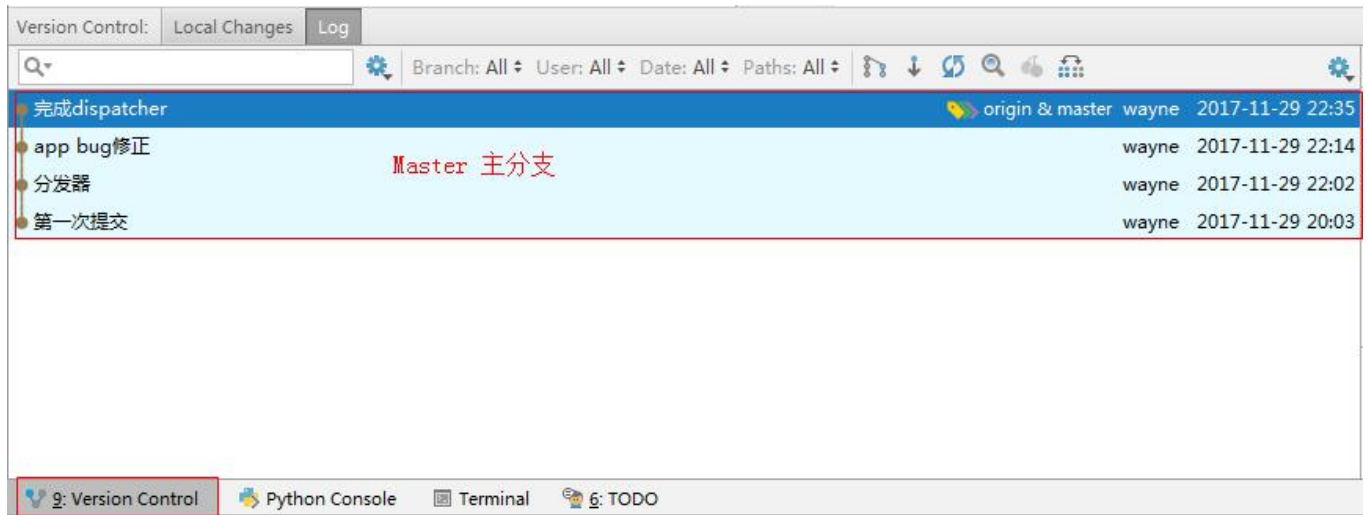 Version Control: Local Changes Log
Branch: All User: All Date: All Paths: All
完成dispatcher origin & master wayne 2017-11-29 22:35
app bug修正 wayne 2017-11-29 22:14
Master 主分支
分发器 wayne 2017-11-29 22:02
第一次提交 wayne 2017-11-29 20:03
9: Version Control Python Console Terminal 6: TODO